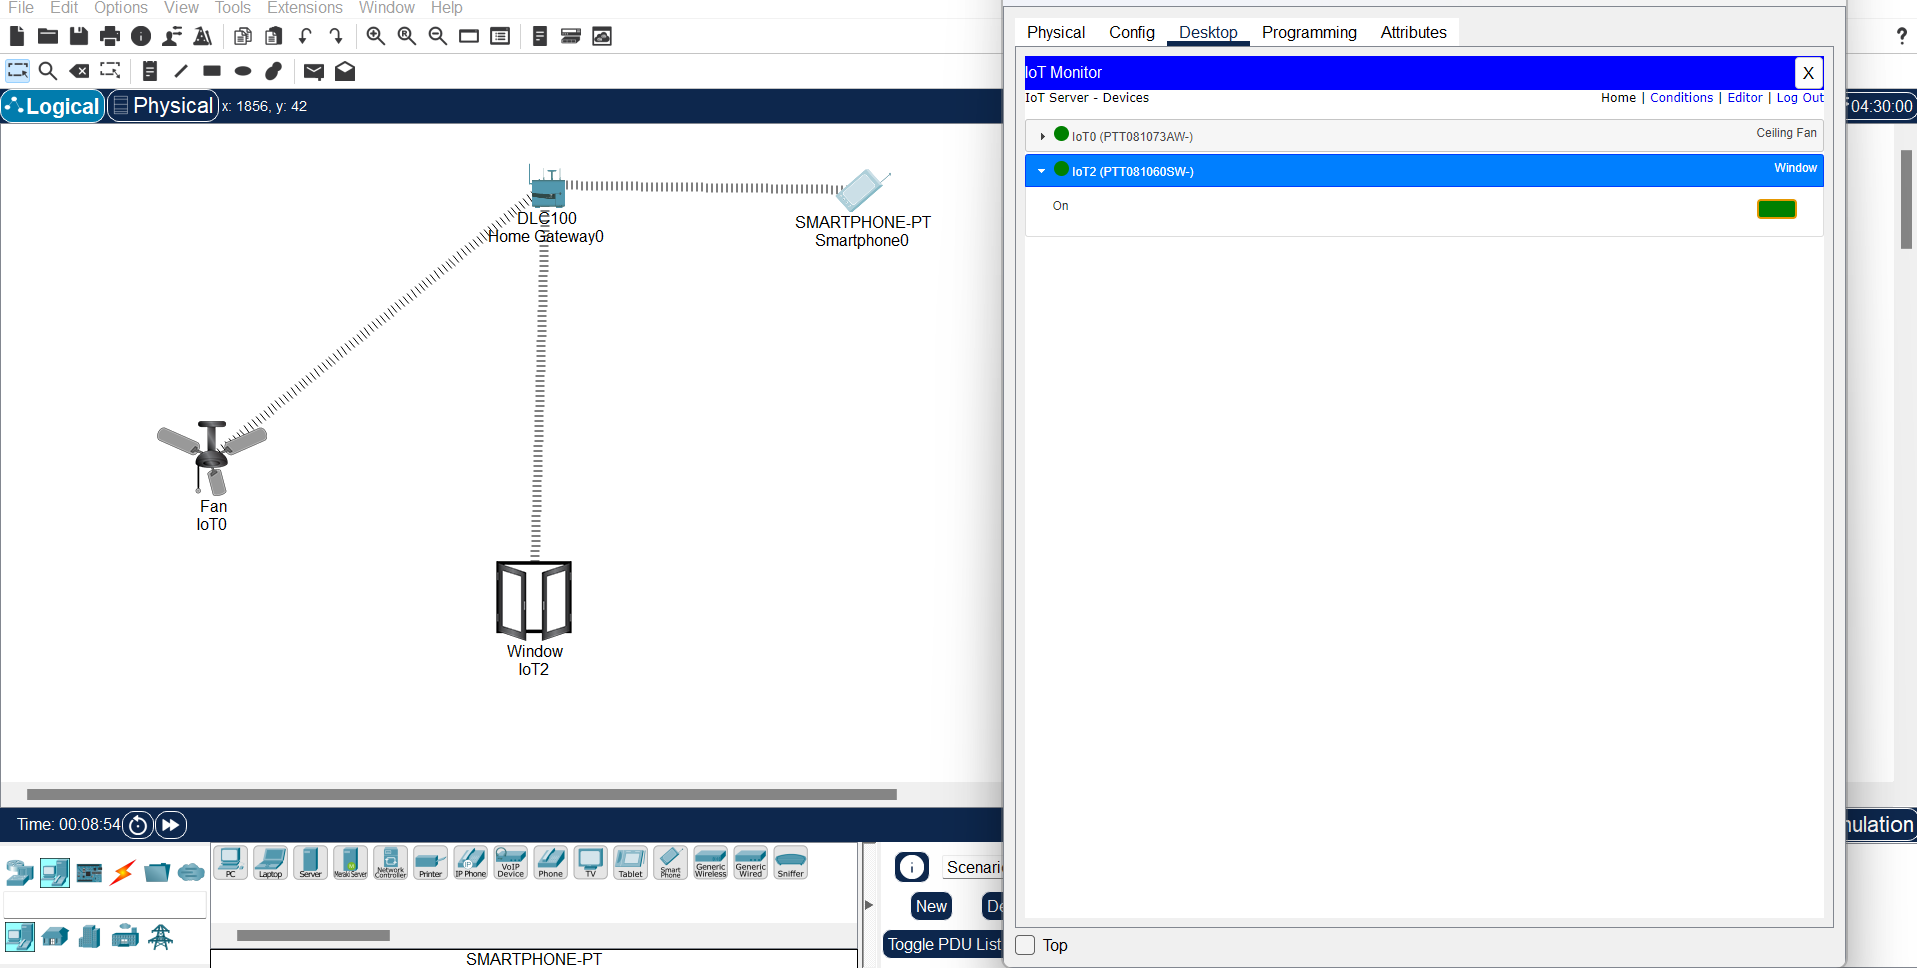 File Edit Options View Tools Extensions Window Help
Physical Config Desktop Programming Attributes
IoT Monitor X
IoT Server - Devices
Home | Conditions | Editor | Log Out
Logical Physical x: 1856, y: 42
04:30:00
IoT0 (PTT081073AW-) Ceiling Fan
IoT2 (PTT081060SW-) Window
On
DLC100
Home Gateway0
SMARTPHONE-PT
Smartphone0
Fan
IoT0
Window
IoT2
Time: 00:08:54
PC Laptop Server Meraki Server Network Controller Printer IP Phone VoIP Device Phone TV Tablet Smart Phone Generic Wireless Generic Wired Sniffer
Scenari
New De
Toggle PDU List
Top
SMARTPHONE-PT
nulation